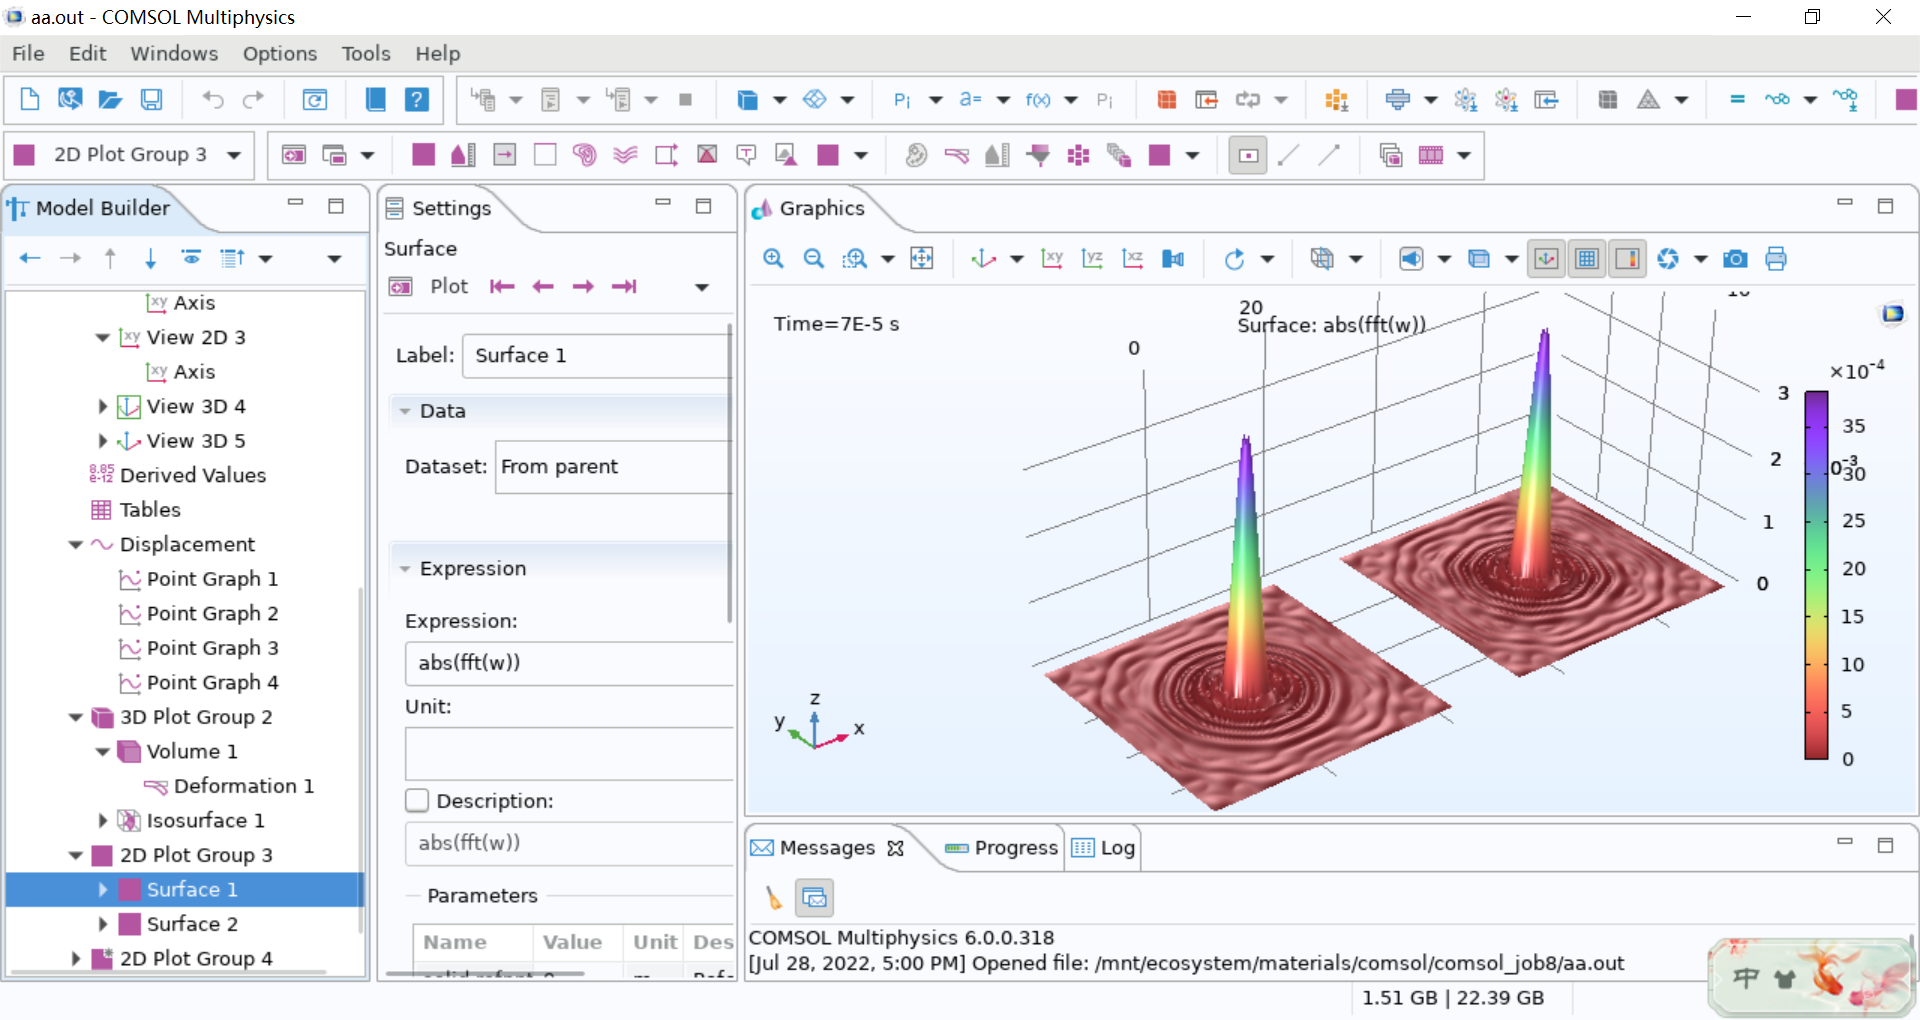 aa.out - COMSOL Multiphysics
File Edit Windows Options Tools Help
Pi a= f(x) Pi
2D Plot Group 3
Model Builder
Axis
View 2D 3
Axis
View 3D 4
View 3D 5
Derived Values
Tables
Displacement
Point Graph 1
Point Graph 2
Point Graph 3
Point Graph 4
3D Plot Group 2
Volume 1
Deformation 1
Isosurface 1
2D Plot Group 3
Surface 1
Surface 2
2D Plot Group 4
Settings
Surface
Plot
Label: Surface 1
Data
Dataset: From parent
Expression
Expression:
abs(fft(w))
Unit:
Description:
abs(fft(w))
Parameters
Name Value Unit Des
Graphics
xy yz xz
Time=7E-5 s
20
Surface: abs(fft(w))
0
3
2
1
0
×10⁻⁴
35
30
25
20
15
10
5
0
z
y
x
Messages Progress Log
COMSOL Multiphysics 6.0.0.318
[Jul 28, 2022, 5:00 PM] Opened file: /mnt/ecosystem/materials/comsol/comsol_job8/aa.out
1.51 GB | 22.39 GB
中